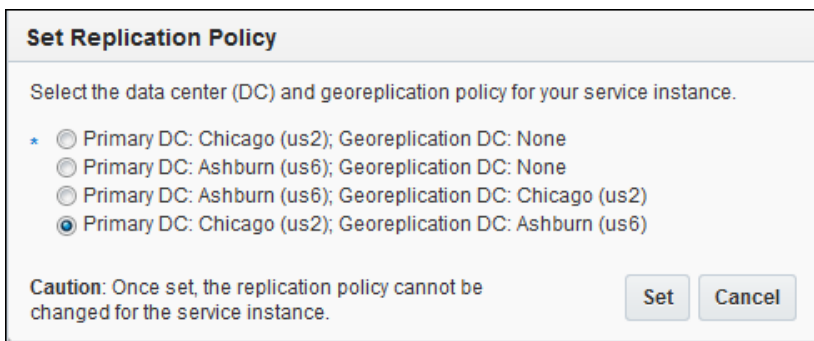 Set Replication Policy
Select the data center (DC) and georeplication policy for your service instance.
* Primary DC: Chicago (us2); Georeplication DC: None
Primary DC: Ashburn (us6); Georeplication DC: None
Primary DC: Ashburn (us6); Georeplication DC: Chicago (us2)
Primary DC: Chicago (us2); Georeplication DC: Ashburn (us6)
Caution: Once set, the replication policy cannot be
changed for the service instance.
Set Cancel